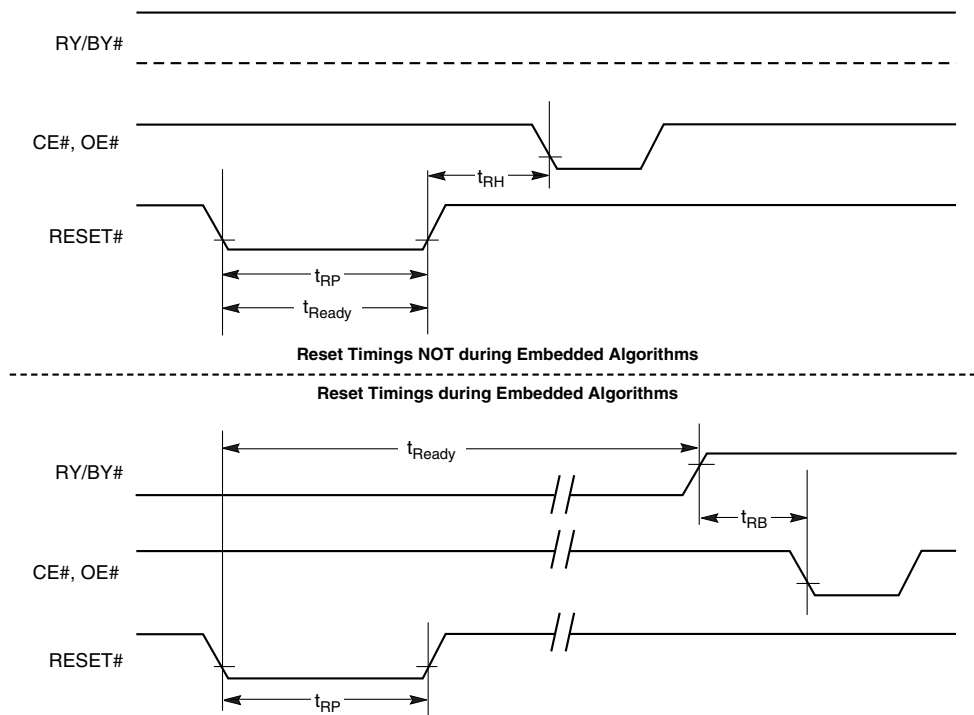 RY/BY#
CE#, OE#
tRH
RESET#
tRP
tReady
Reset Timings NOT during Embedded Algorithms
Reset Timings during Embedded Algorithms
tReady
RY/BY#
tRB
CE#, OE#
RESET#
tRP